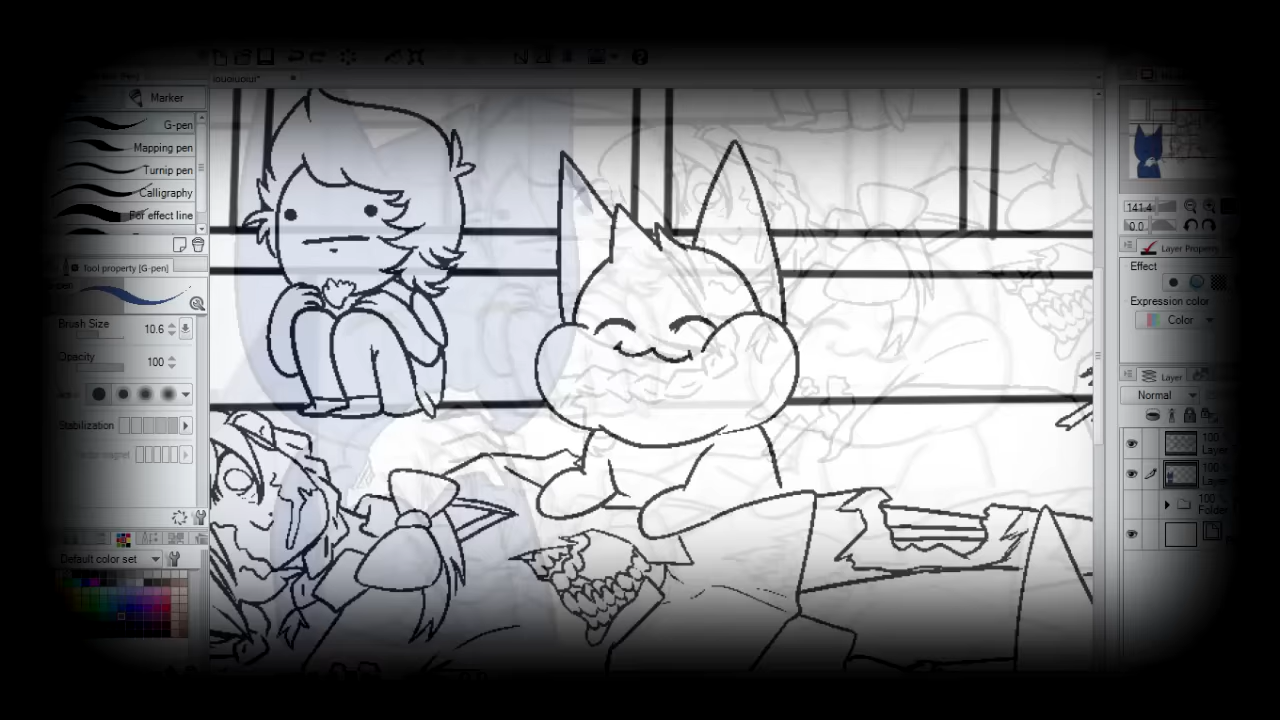 Marker
G-pen
Mapping pen
Turnip pen
Calligraphy
For effect line
tool property [G-pen]
Brush Size 10.6
Opacity 100
Stabilization
Default color set
141.4
0.0
Layer Property
Effect
Expression color
Color
Layer
Normal
100
Layer
100
100
Folder